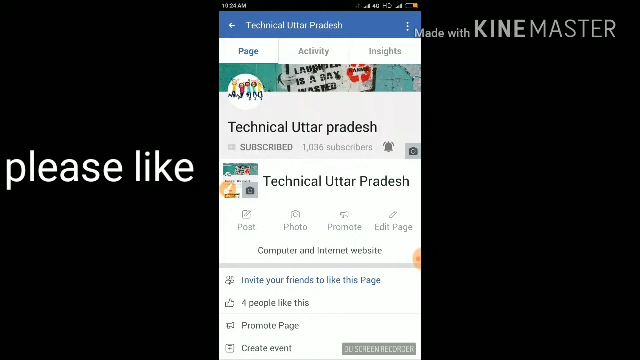 10:24 AM
4G
HD
Technical Uttar Pradesh
Made with KINEMASTER
Page Activity Insights
LAUGHTER
IS A DAY
WASTED
Technical Uttar pradesh
SUBSCRIBED 1,036 subscribers
please like
Technical Uttar Pradesh
Post Photo Promote Edit Page
Computer and Internet website
Invite your friends to like this Page
4 people like this
Promote Page
Create event
DU SCREEN RECORDER